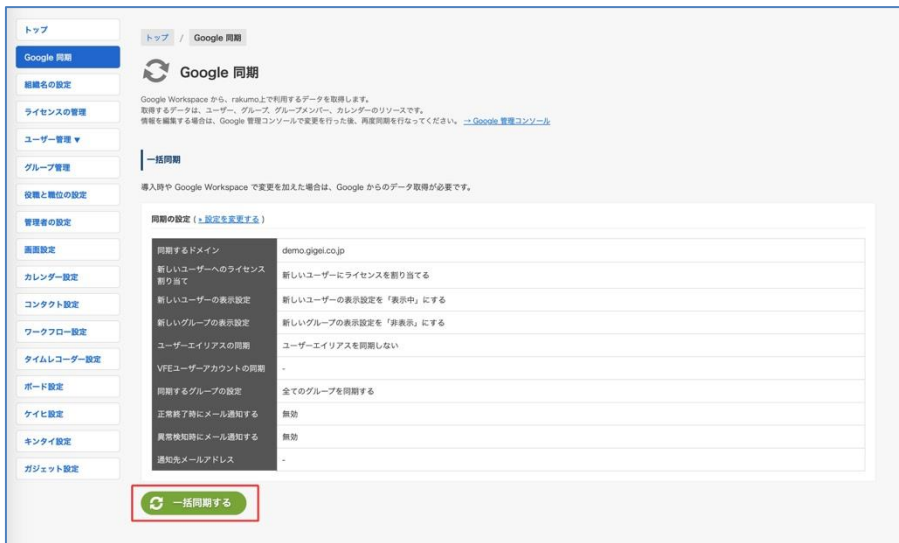 トップ
Google 同期
組織名の設定
ライセンスの管理
ユーザー管理 ▼
グループ管理
役職と職位の設定
管理者の設定
画面設定
カレンダー設定
コンタクト設定
ワークフロー設定
タイムレコーダー設定
ボード設定
ケイヒ設定
キンタイ設定
ガジェット設定
トップ / Google 同期
Google 同期
Google Workspace から、rakumo上で利用するデータを取得します。
取得するデータは、ユーザー、グループ、グループメンバー、カレンダーのリソースです。
情報を編集する場合は、Google 管理コンソールで変更を行った後、再度同期を行なってください。 → Google 管理コンソール
一括同期
導入時や Google Workspace で変更を加えた場合は、Google からのデータ取得が必要です。
同期の設定 ( » 設定を変更する )
同期するドメイン demo.gigei.co.jp
新しいユーザーへのライセンス
割り当て 新しいユーザーにライセンスを割り当てる
新しいユーザーの表示設定 新しいユーザーの表示設定を「表示中」にする
新しいグループの表示設定 新しいグループの表示設定を「非表示」にする
ユーザーエイリアスの同期 ユーザーエイリアスを同期しない
VFEユーザーアカウントの同期 -
同期するグループの設定 全てのグループを同期する
正常終了時にメール通知する 無効
異常検知時にメール通知する 無効
通知先メールアドレス -
一括同期する